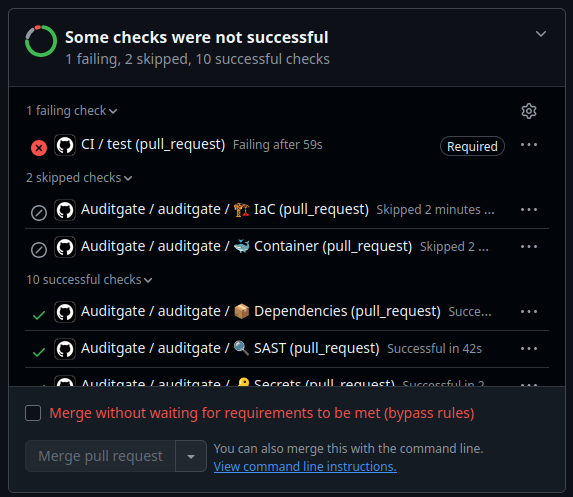 Some checks were not successful
1 failing, 2 skipped, 10 successful checks
1 failing check
CI / test (pull_request) Failing after 59s Required
2 skipped checks
Auditgate / auditgate / 🏗️ IaC (pull_request) Skipped 2 minutes ...
Auditgate / auditgate / 🐳 Container (pull_request) Skipped 2 ...
10 successful checks
Auditgate / auditgate / 📦 Dependencies (pull_request) Succe...
Auditgate / auditgate / 🔍 SAST (pull_request) Successful in 42s
Auditgate / auditgate / 🔑 Secrets (pull_request) Successful in 2
Merge without waiting for requirements to be met (bypass rules)
Merge pull request
You can also merge this with the command line.
View command line instructions.